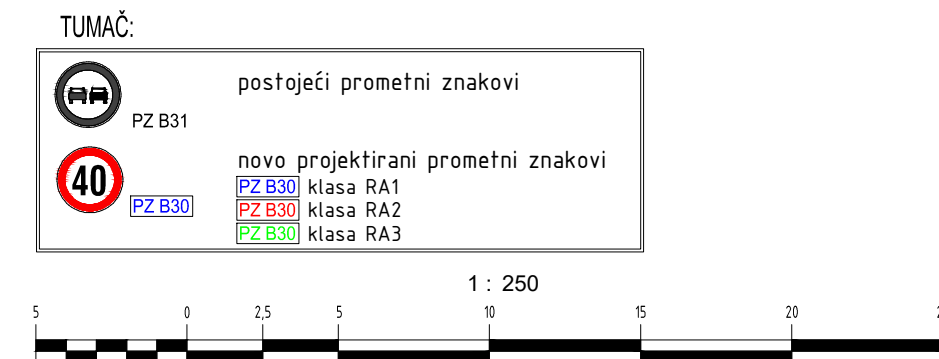 TUMAČ:
postojeći prometni znakovi
PZ B31
novo projektirani prometni znakovi
40
PZ B30
PZ B30 klasa RA1
PZ B30 klasa RA2
PZ B30 klasa RA3
1 : 250
5 0 2,5 5 10 15 20